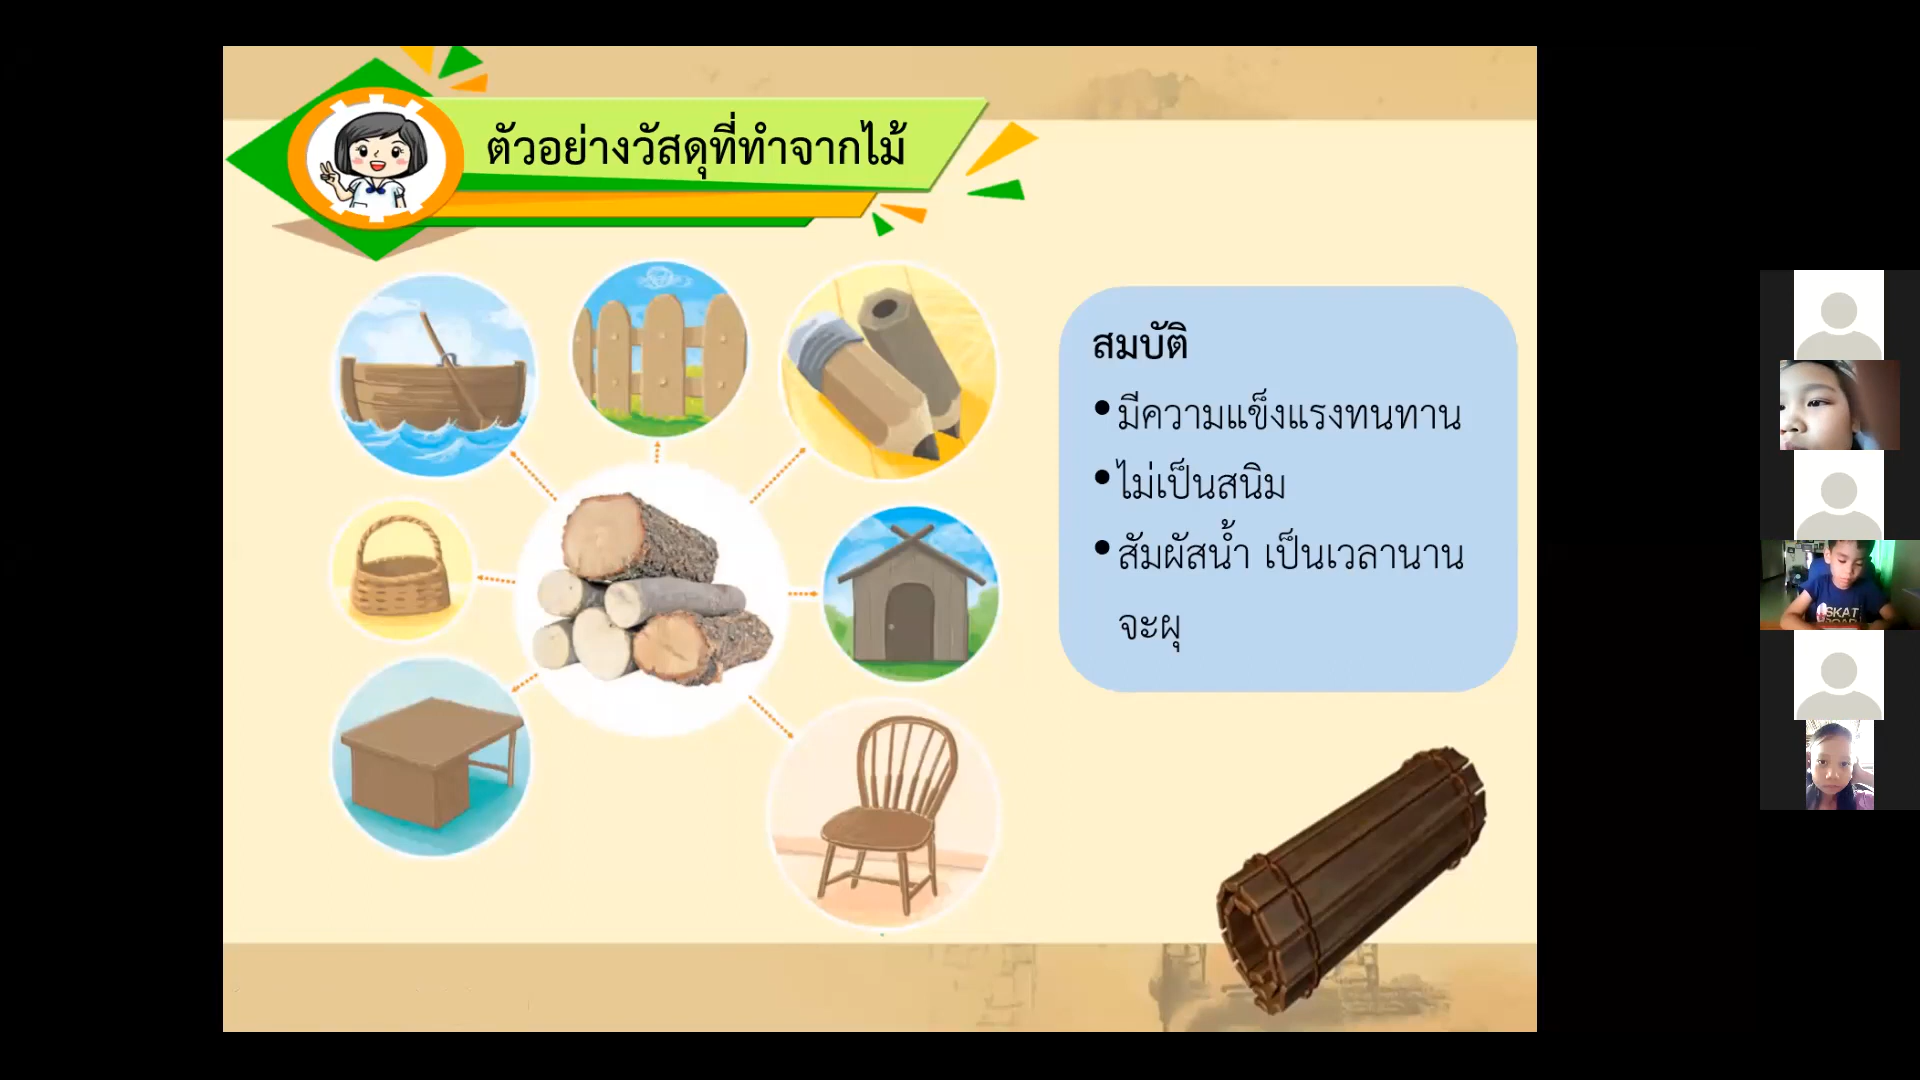 ตัวอย่างวัสดุที่ทำจากไม้
สมบัติ
•มีความแข็งแรงทนทาน
•ไม่เป็นสนิม
•สัมผัสน้ำ เป็นเวลานาน
จะผุ
SKAT